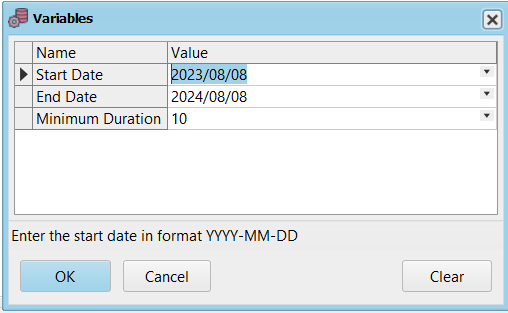 Variables
Name Value
Start Date 2023/08/08
End Date 2024/08/08
Minimum Duration 10
Enter the start date in format YYYY-MM-DD
OK Cancel Clear